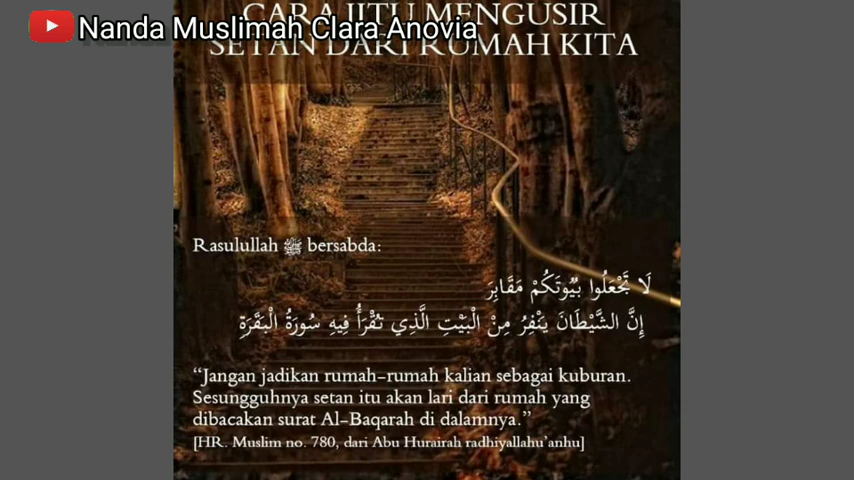 Nanda Muslimah Clara Anovia
CARA JITU MENGUSIR
SETAN DARI RUMAH KITA
Rasulullah ﷺ bersabda:
لَا تَجْعَلُوا بُيُوتَكُمْ مَقَابِرَ
إِنَّ الشَّيْطَانَ يَنْفِرُ مِنْ الْبَيْتِ الَّذِي تُقْرَأُ فِيهِ سُورَةُ الْبَقَرَةِ
“Jangan jadikan rumah-rumah kalian sebagai kuburan.
Sesungguhnya setan itu akan lari dari rumah yang
dibacakan surat Al-Baqarah di dalamnya.”
[HR. Muslim no. 780, dari Abu Hurairah radhiyallahu’anhu]